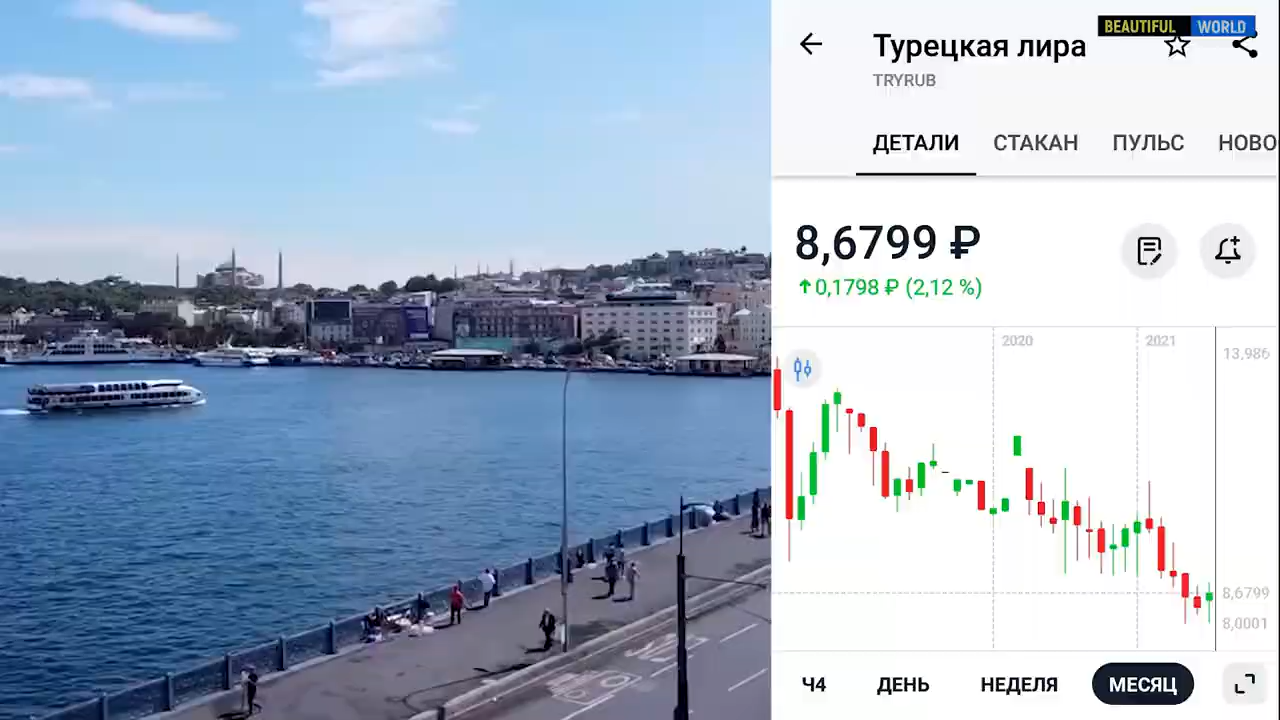 BEAUTIFUL WORLD
Турецкая лира
TRYRUB
ДЕТАЛИ СТАКАН ПУЛЬС НОВО
8,6799 ₽
0,1798 ₽ (2,12 %)
2020 2021
13,986
8,6799
8,0001
Ч4 ДЕНЬ НЕДЕЛЯ МЕСЯЦ